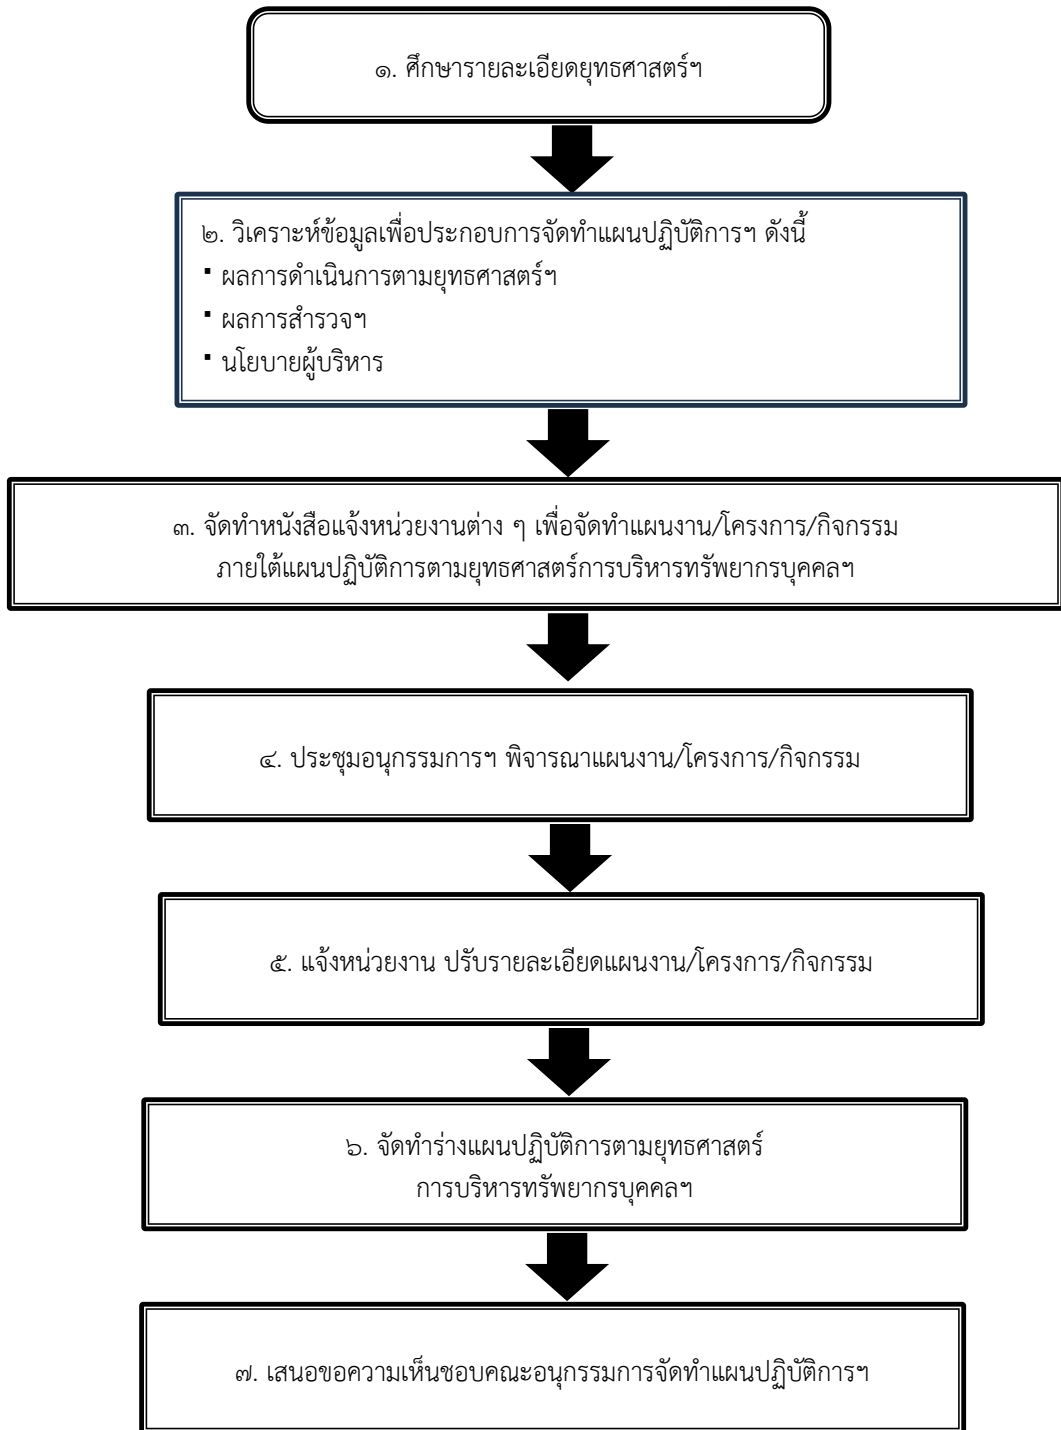 ๑. ศึกษารายละเอียดยุทธศาสตร์ฯ
๒. วิเคราะห์ข้อมูลเพื่อประกอบการจัดทำแผนปฏิบัติการฯ ดังนี้
▪ ผลการดำเนินการตามยุทธศาสตร์ฯ
▪ ผลการสำรวจฯ
▪ นโยบายผู้บริหาร
๓. จัดทำหนังสือแจ้งหน่วยงานต่าง ๆ เพื่อจัดทำแผนงาน/โครงการ/กิจกรรม
ภายใต้แผนปฏิบัติการตามยุทธศาสตร์การบริหารทรัพยากรบุคคลฯ
๔. ประชุมอนุกรรมการฯ พิจารณาแผนงาน/โครงการ/กิจกรรม
๕. แจ้งหน่วยงาน ปรับรายละเอียดแผนงาน/โครงการ/กิจกรรม
๖. จัดทำร่างแผนปฏิบัติการตามยุทธศาสตร์
การบริหารทรัพยากรบุคคลฯ
๗. เสนอขอความเห็นชอบคณะอนุกรรมการจัดทำแผนปฏิบัติการฯ